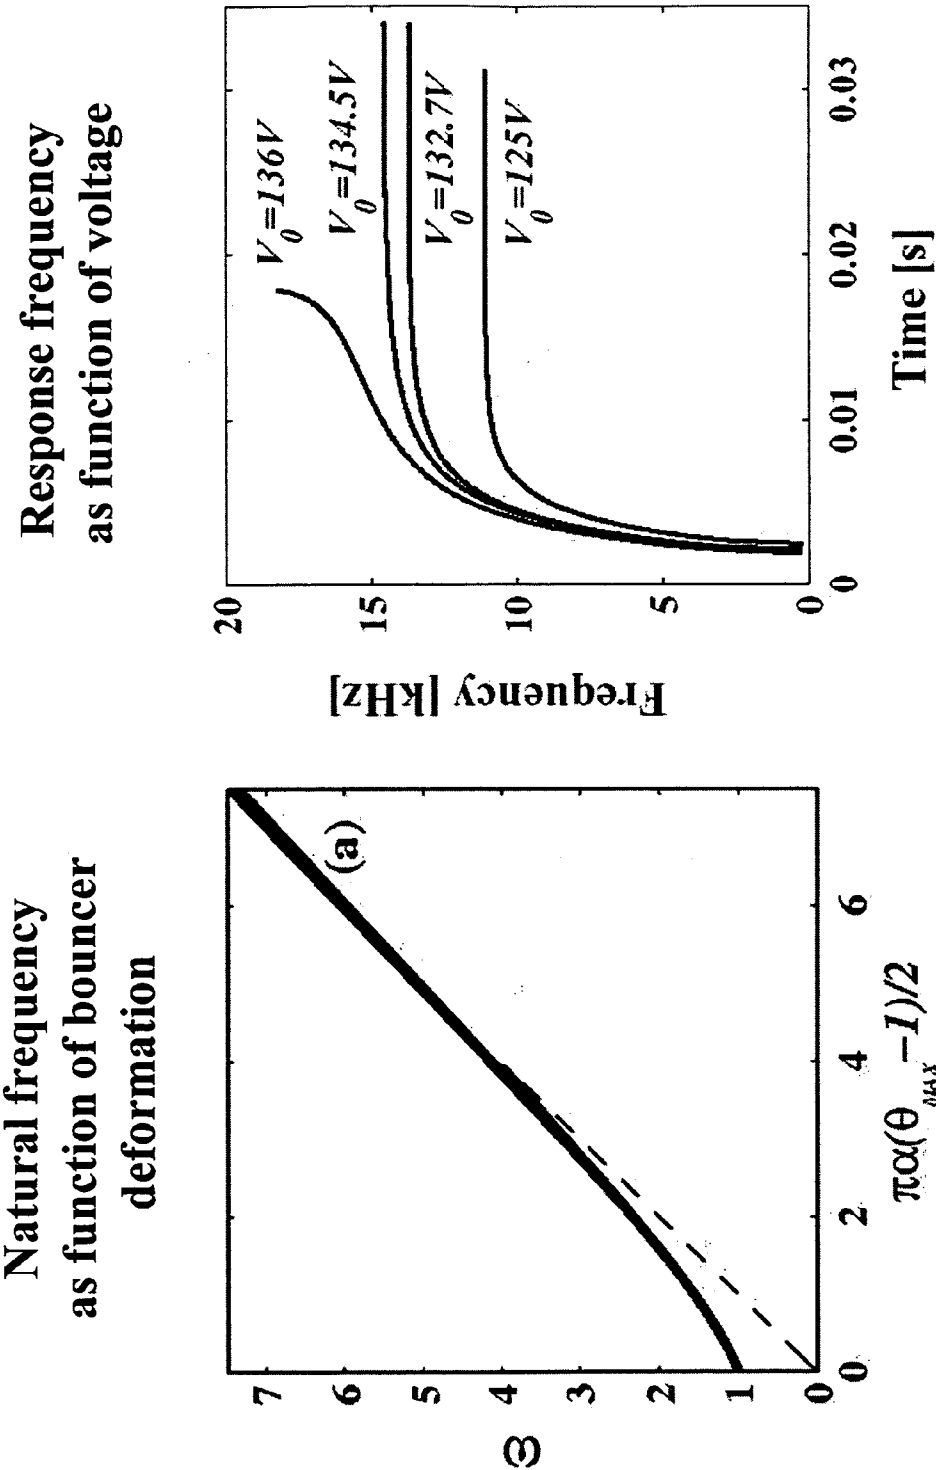 Natural frequency
as function of bouncer
deformation
ω
7
6
5
4
3
2
1
0
(a)
0
2
4
6
πα(θ_MAX −1)/2
Response frequency
as function of voltage
Frequency [kHz]
20
15
10
5
0
V₀=136V
V₀=134.5V
V₀=132.7V
V₀=125V
0
0.01
0.02
0.03
Time [s]